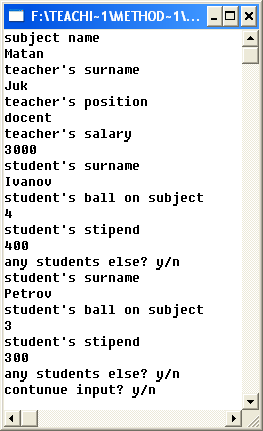 F:\TEACHI~1\METHOD~1\...
subject name
Matan
teacher's surname
Juk
teacher's position
docent
teacher's salary
3000
student's surname
Ivanov
student's ball on subject
4
student's stipend
400
any students else? y/n
student's surname
Petrov
student's ball on subject
3
student's stipend
300
any students else? y/n
contunue input? y/n